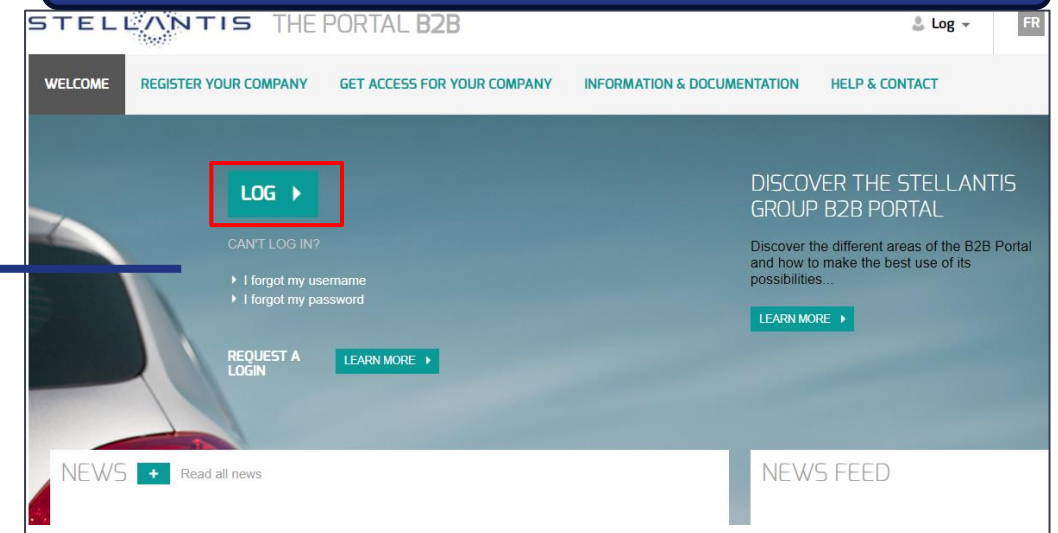 STELLANTIS THE PORTAL B2B
Log
FR
WELCOME REGISTER YOUR COMPANY GET ACCESS FOR YOUR COMPANY INFORMATION & DOCUMENTATION HELP & CONTACT
LOG
CAN'T LOG IN?
I forgot my username
I forgot my password
REQUEST A
LOGIN
LEARN MORE
DISCOVER THE STELLANTIS
GROUP B2B PORTAL
Discover the different areas of the B2B Portal
and how to make the best use of its
possibilities...
LEARN MORE
NEWS + Read all news
NEWS FEED